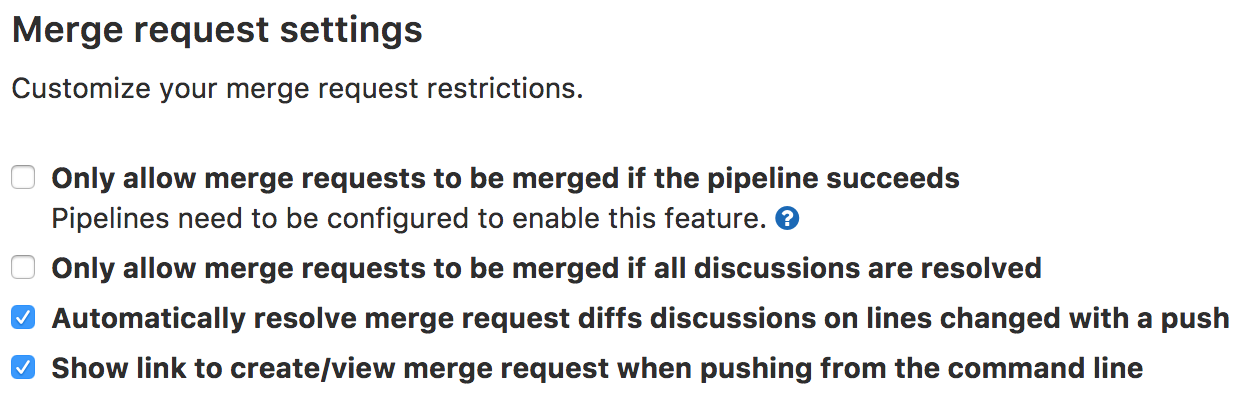 Merge request settings
Customize your merge request restrictions.
Only allow merge requests to be merged if the pipeline succeeds
Pipelines need to be configured to enable this feature. ?
Only allow merge requests to be merged if all discussions are resolved
Automatically resolve merge request diffs discussions on lines changed with a push
Show link to create/view merge request when pushing from the command line